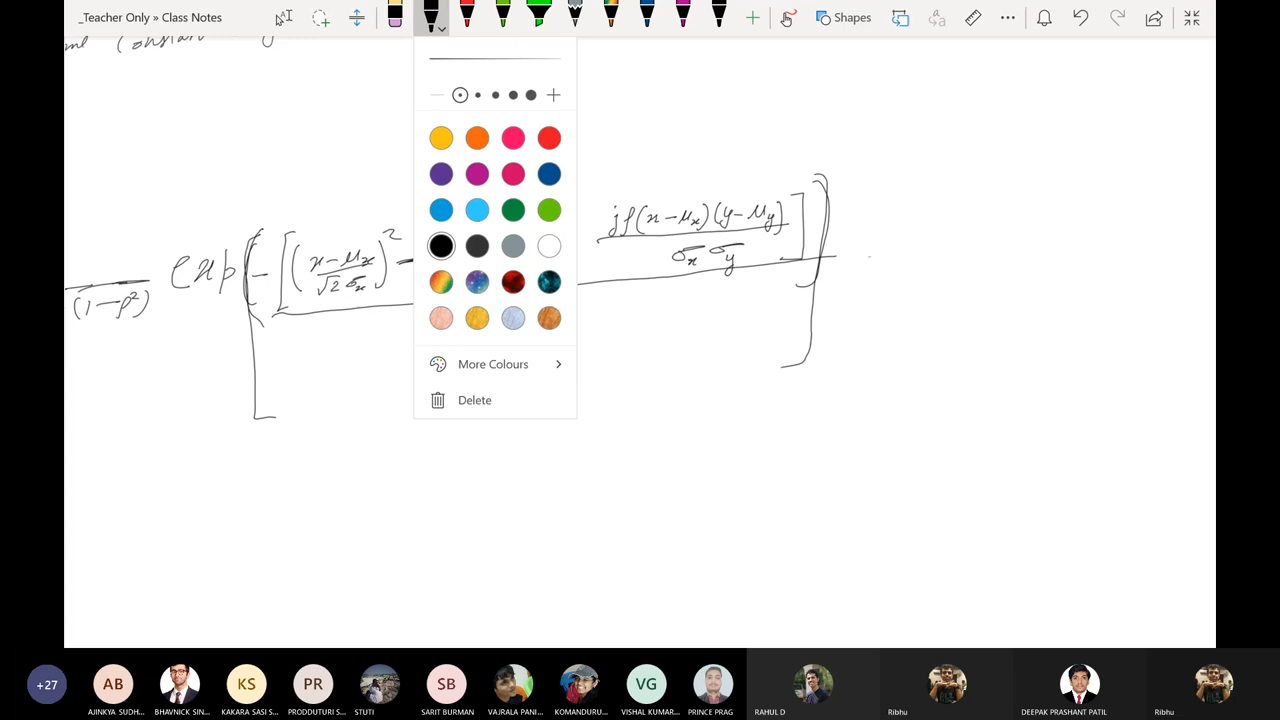 _Teacher Only » Class Notes
Shapes
exp(-[((x-μx)/(√2 σx))²-
jρ(x-μx)(y-μy)]
σx σy
(1-ρ²)
More Colours
Delete
+27
AB
KS
PR
SB
VG
AJINKYA SUDH...
BHAVNICK SIN...
KAKARA SASI S...
PRODDUTURI S...
STUTI
SARIT BURMAN
VAJRALA PANI...
KOMANDURU...
VISHAL KUMAR...
PRINCE PRAG
RAHUL D
Ribhu
DEEPAK PRASHANT PATIL
Ribhu